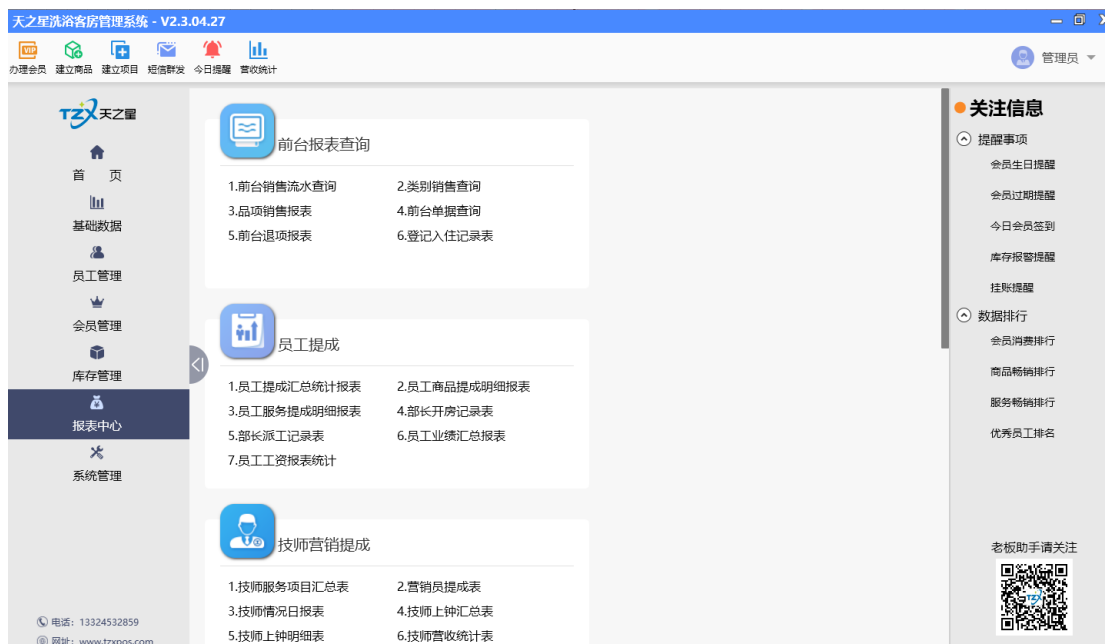 天之星洗浴客房管理系统 - V2.3.04.27
VIP
办理会员 建立商品 建立项目 短信群发 今日提醒 营收统计
管理员
TZX天之星
首 页
基础数据
员工管理
会员管理
库存管理
报表中心
系统管理
电话: 13324532859
网址: www.tzxpos.com
前台报表查询
1.前台销售流水查询 2.类别销售查询
3.品项销售报表 4.前台单据查询
5.前台退项报表 6.登记入住记录表
员工提成
1.员工提成汇总统计报表 2.员工商品提成明细报表
3.员工服务提成明细报表 4.部长开房记录表
5.部长派工记录表 6.员工业绩汇总报表
7.员工工资报表统计
技师营销提成
1.技师服务项目汇总表 2.营销员提成表
3.技师情况日报表 4.技师上钟汇总表
5.技师上钟明细表 6.技师营收统计表
关注信息
提醒事项
会员生日提醒
会员过期提醒
今日会员签到
库存报警提醒
挂账提醒
数据排行
会员消费排行
商品畅销排行
服务畅销排行
优秀员工排名
老板助手请关注
TZX